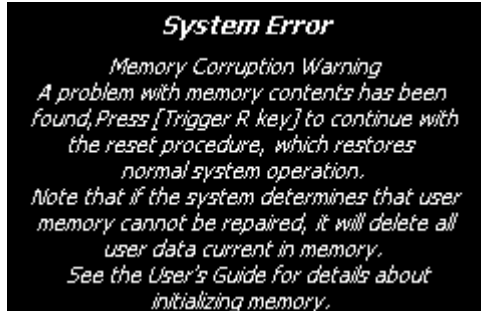 System Error
Memory Corruption Warning
A problem with memory contents has been
found,Press [Trigger R key] to continue with
the reset procedure, which restores
normal system operation.
Note that if the system determines that user
memory cannot be repaired, it will delete all
user data current in memory.
See the User's Guide for details about
initializing memory.